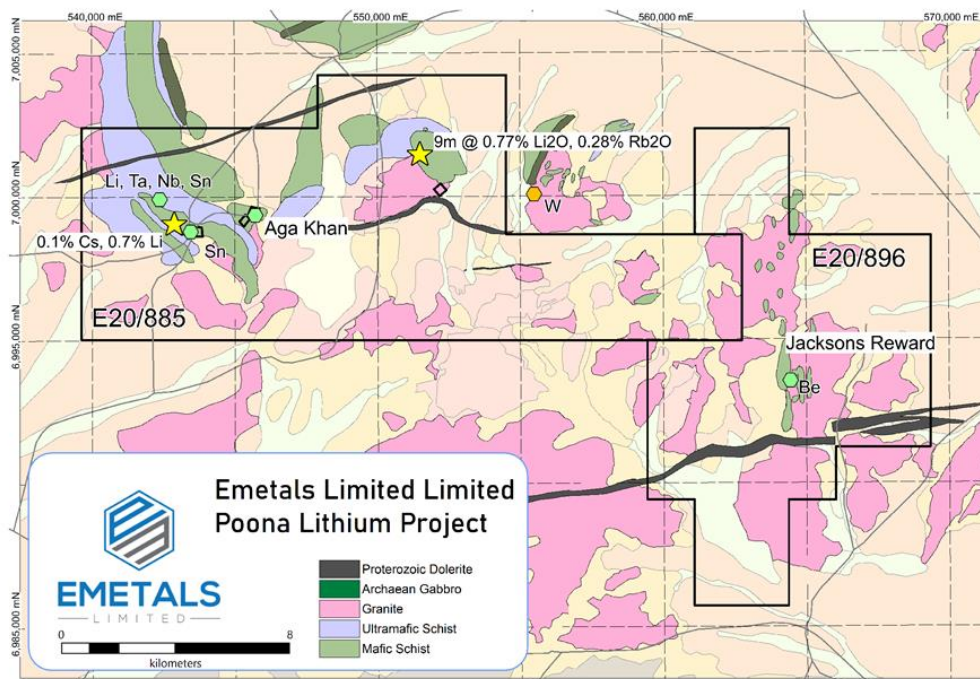 540,000 mE
550,000 mE
560,000 mE
570,000 mE
7,005,000 mN
7,000,000 mN
6,995,000 mN
6,985,000 mN
9m @ 0.77% Li2O, 0.28% Rb2O
Li, Ta, Nb, Sn
W
Aga Khan
0.1% Cs, 0.7% Li
Sn
E20/896
E20/885
Jacksons Reward
Be
Emetals Limited Limited
Poona Lithium Project
EMETALS
LIMITED
Proterozoic Dolerite
Archaean Gabbro
Granite
Ultramafic Schist
Mafic Schist
0 8
kilometers